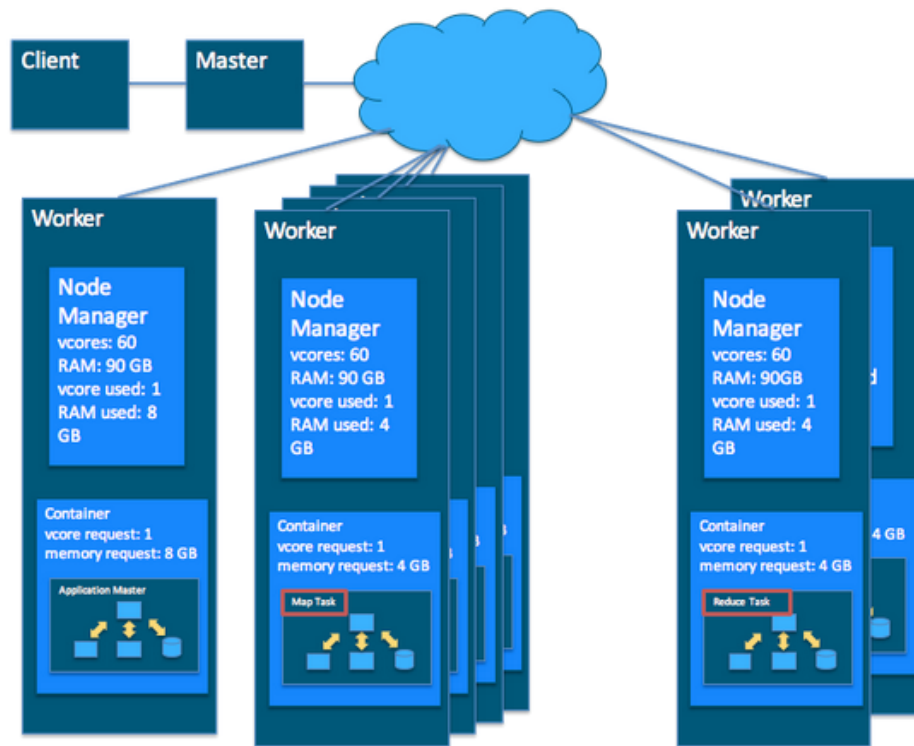 Client
Master
Worker
Node
Manager
vcores: 60
RAM: 90 GB
vcore used: 1
RAM used: 8
GB
Container
vcore request: 1
memory request: 8 GB
Application Master
Worker
Node
Manager
vcores: 60
RAM: 90 GB
vcore used: 1
RAM used: 4
GB
Container
vcore request: 1
memory request: 4 GB
Map Task
Worker
Worker
Node
Manager
vcores: 60
RAM: 90GB
vcore used: 1
RAM used: 4
GB
Container
vcore request: 1
memory request: 4 GB
Reduce Task
4 GB